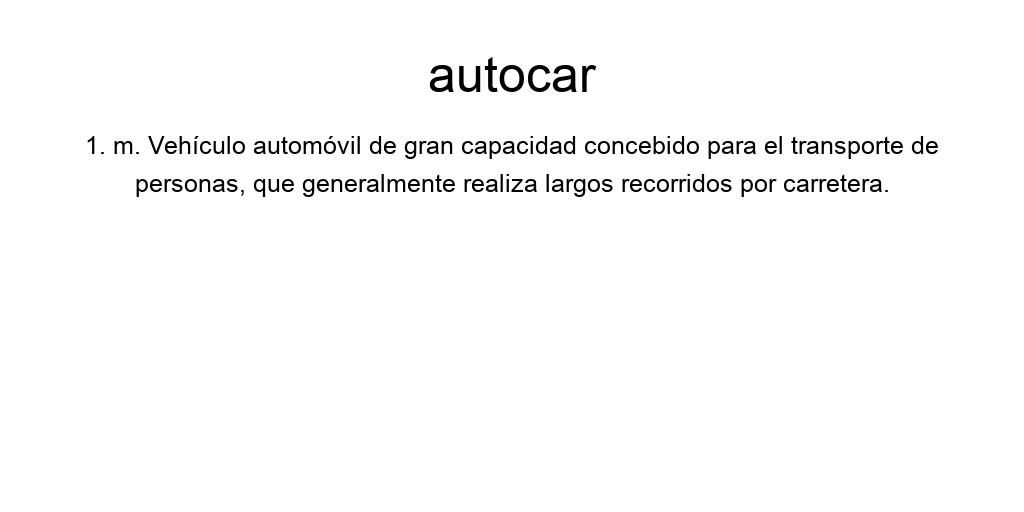 autocar
1. m. Vehículo automóvil de gran capacidad concebido para el transporte de
personas, que generalmente realiza largos recorridos por carretera.